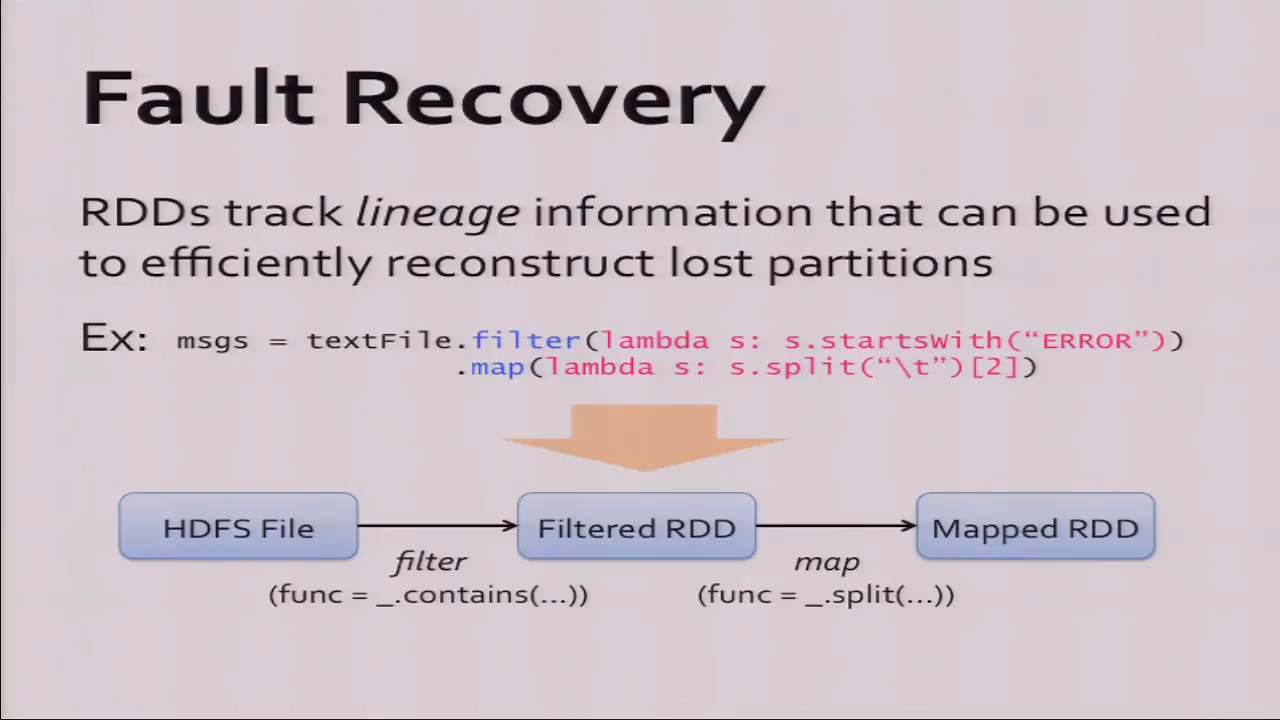 Fault Recovery
RDDs track lineage information that can be used
to efficiently reconstruct lost partitions
Ex: msgs = textFile.filter(lambda s: s.startsWith(“ERROR”))
.map(lambda s: s.split(“\t”)[2])
HDFS File
Filtered RDD
Mapped RDD
filter
(func = _.contains(...))
map
(func = _.split(...))